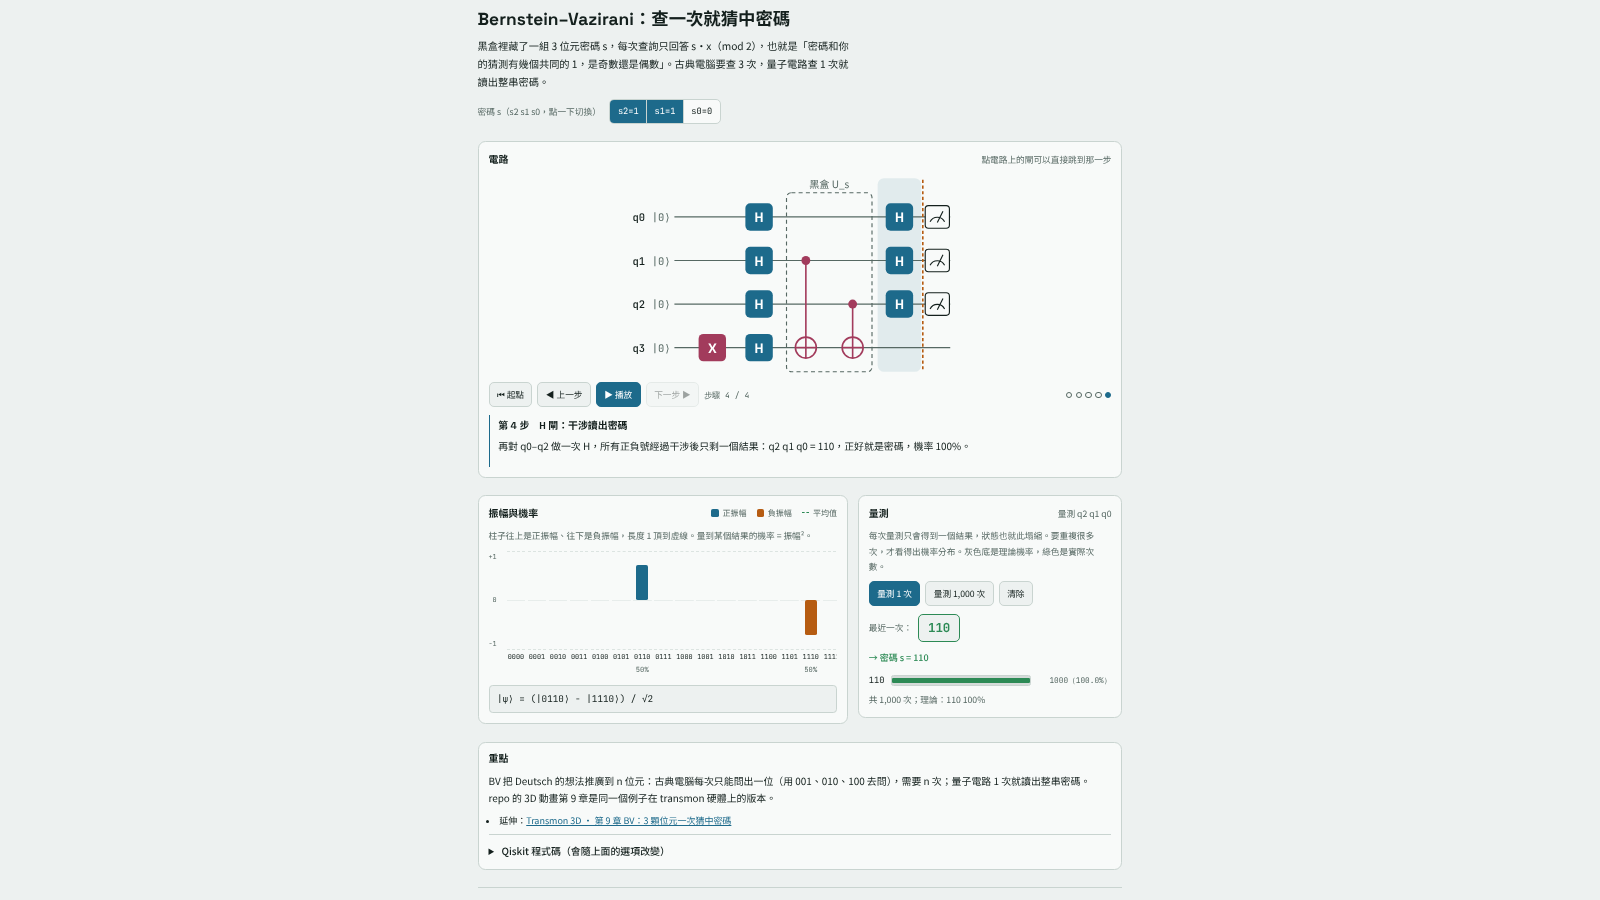 Bernstein–Vazirani：查一次就猜中密碼
黑盒裡藏了一組 3 位元密碼 s，每次查詢只回答 s・x（mod 2），也就是「密碼和你
的猜測有幾個共同的 1，是奇數還是偶數」。古典電腦要查 3 次，量子電路查 1 次就
讀出整串密碼。
密碼 s（s2 s1 s0，點一下切換）
s2=1 s1=1 s0=0
電路
點電路上的閘可以直接跳到那一步
黑盒 U_s
q0 |0⟩ H H
q1 |0⟩ H H
q2 |0⟩ H H
q3 |0⟩ X H
⏮ 起點 ◀ 上一步 ▶ 播放 下一步 ▶ 步驟 4 / 4
第 4 步　H 閘：干涉讀出密碼
再對 q0–q2 做一次 H，所有正負號經過干涉後只剩一個結果：q2 q1 q0 = 110，正好就是密碼，機率 100%。
振幅與機率
正振幅 負振幅 平均值
柱子往上是正振幅、往下是負振幅，長度 1 頂到虛線。量到某個結果的機率 = 振幅²。
+1
0
−1
0000 0001 0010 0011 0100 0101 0110 0111 1000 1001 1010 1011 1100 1101 1110 111
50% 50%
|ψ⟩ = (|0110⟩ - |1110⟩) / √2
量測
量測 q2 q1 q0
每次量測只會得到一個結果，狀態也就此塌縮。要重複很多
次，才看得出機率分布。灰色底是理論機率，綠色是實際次
數。
量測 1 次 量測 1,000 次 清除
最近一次： 110
→ 密碼 s = 110
110 1000 (100.0%)
共 1,000 次；理論：110 100%
重點
BV 把 Deutsch 的想法推廣到 n 位元：古典電腦每次只能問出一位（用 001、010、100 去問），需要 n 次；量子電路 1 次就讀出整串密碼。
repo 的 3D 動畫第 9 章是同一個例子在 transmon 硬體上的版本。
• 延伸：Transmon 3D · 第 9 章 BV：3 顆位元一次猜中密碼
▶ Qiskit 程式碼（會隨上面的選項改變）